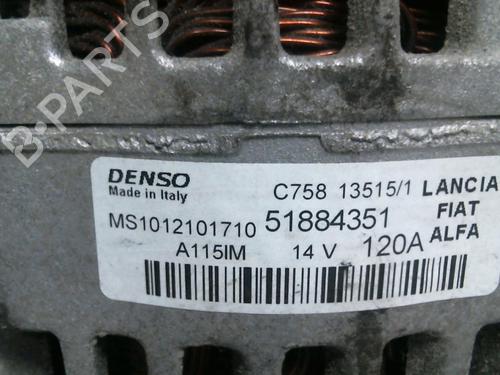 B-PARTS
DENSO C758 13515/1 LANCIA
Made in Italy FIAT
MS1012101710 51884351 ALFA
A115IM 14 V 120A